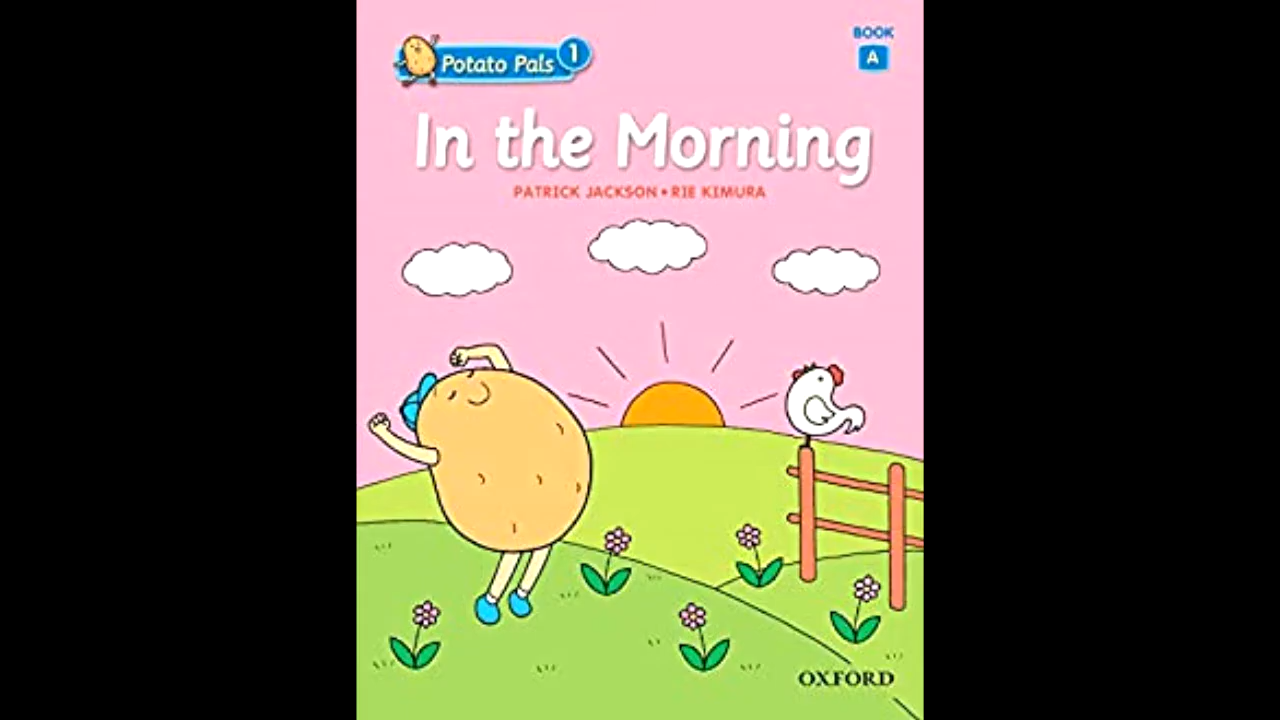 Potato Pals 1
BOOK
A
In the Morning
PATRICK JACKSON • RIE KIMURA
OXFORD